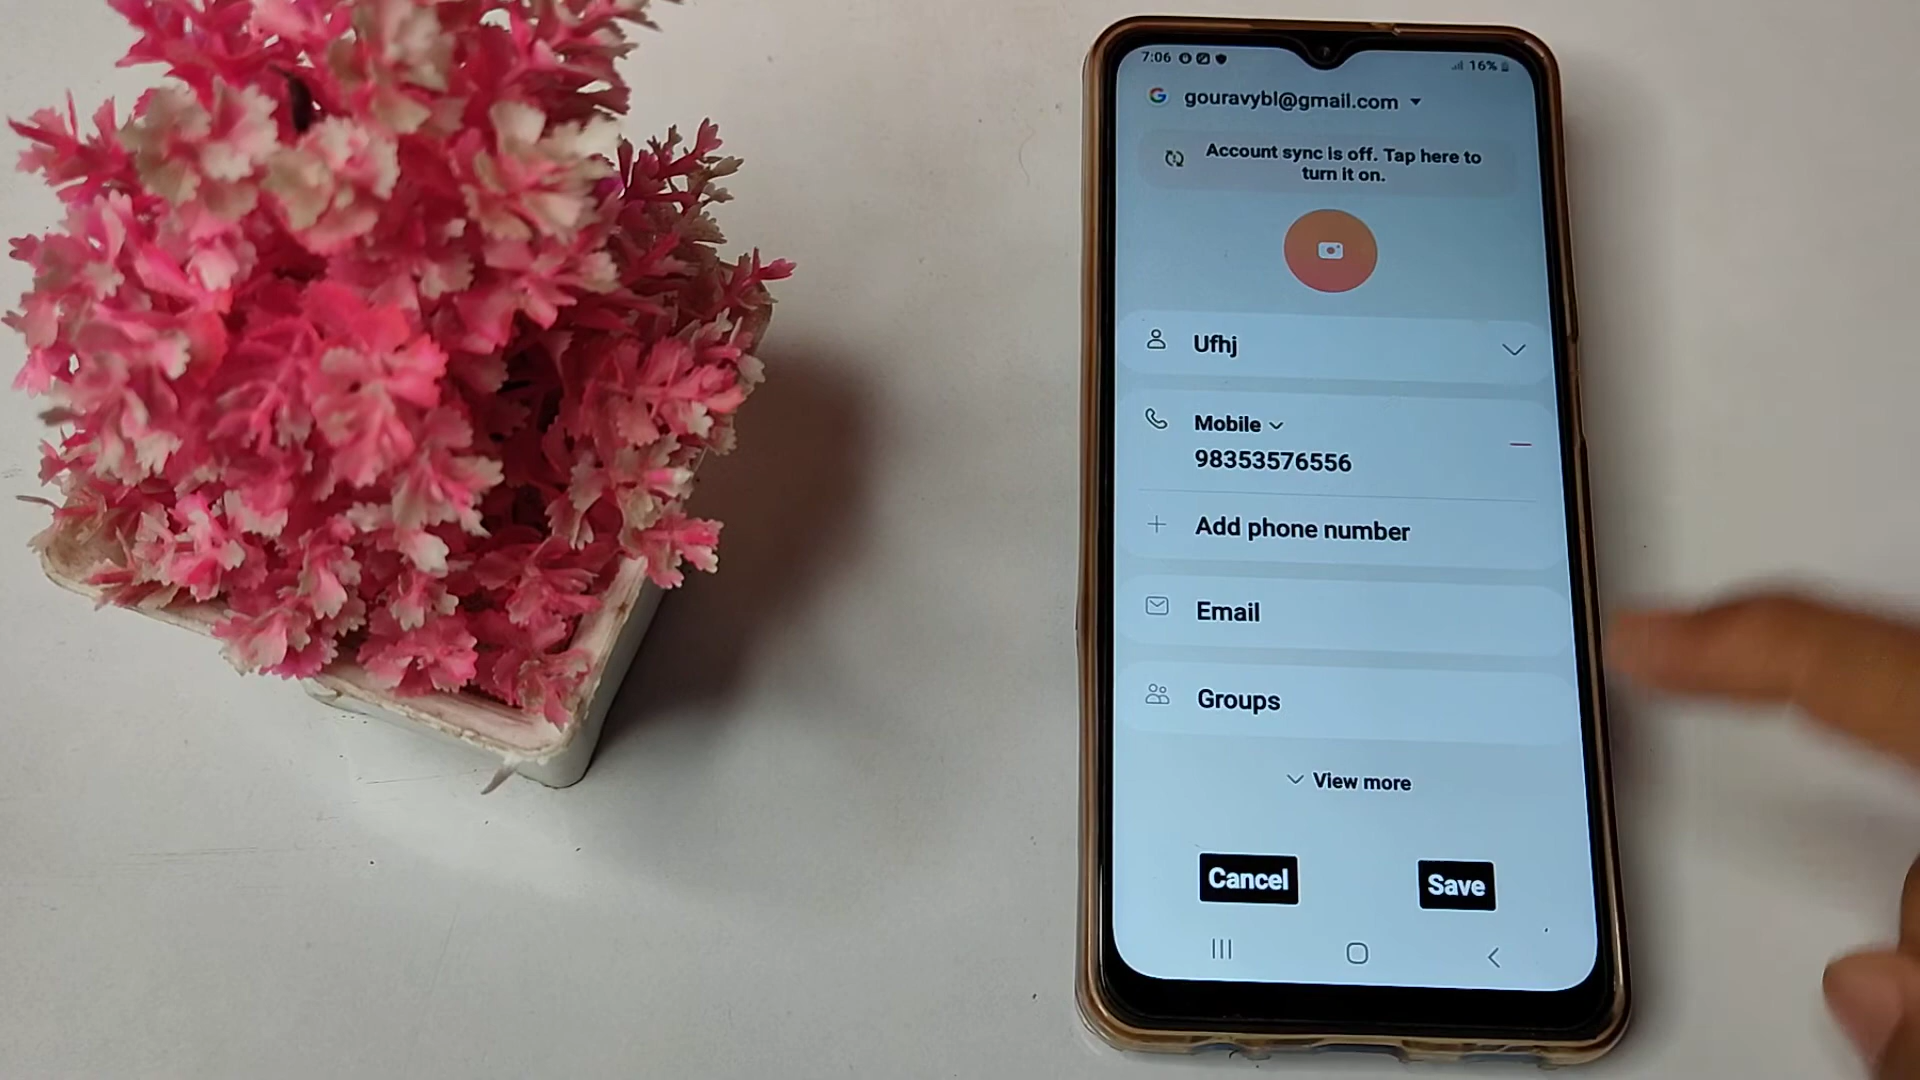 7:06
16%
gouravybl@gmail.com
Account sync is off. Tap here to
turn it on.
Ufhj
Mobile
98353576556
Add phone number
Email
Groups
View more
Cancel
Save